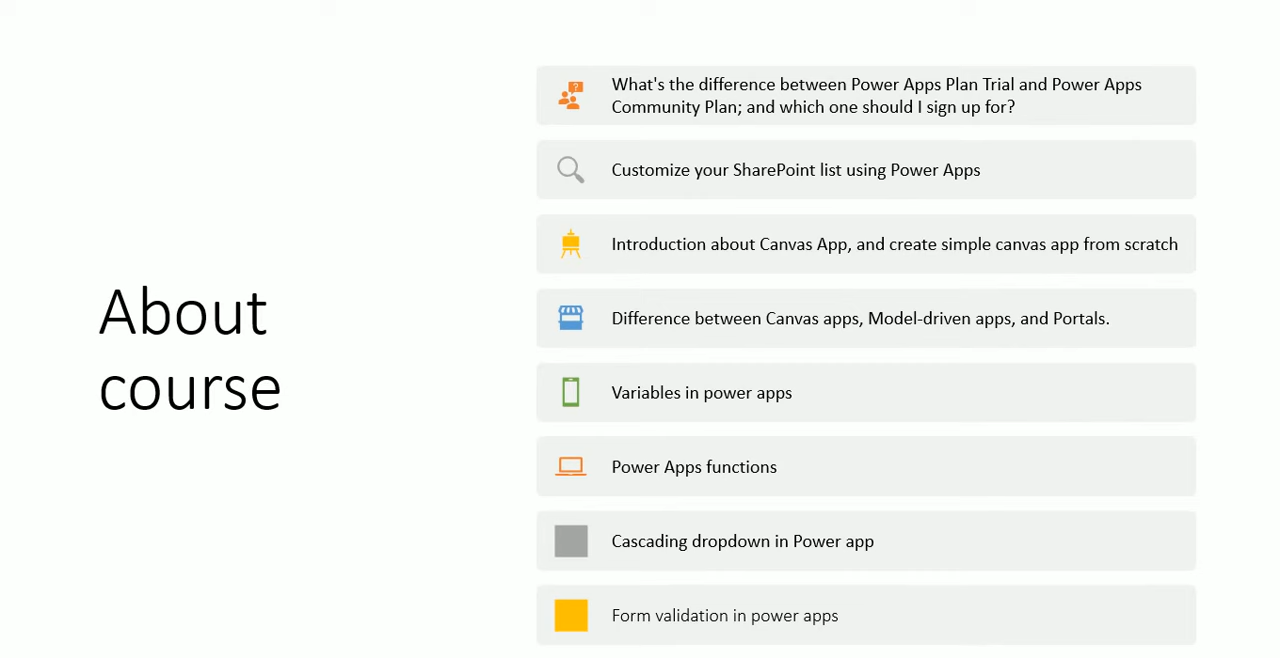 About
course
What's the difference between Power Apps Plan Trial and Power Apps
Community Plan; and which one should I sign up for?
Customize your SharePoint list using Power Apps
Introduction about Canvas App, and create simple canvas app from scratch
Difference between Canvas apps, Model-driven apps, and Portals.
Variables in power apps
Power Apps functions
Cascading dropdown in Power app
Form validation in power apps